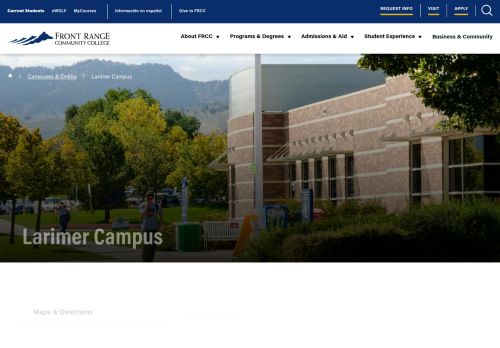 Current Students eWOLF MyCourses Información en español Give to FRCC REQUEST INFO VISIT APPLY
FRONT RANGE
COMMUNITY COLLEGE
About FRCC Programs & Degrees Admissions & Aid Student Experience Business & Community
/ Campuses & Online / Larimer Campus
Larimer Campus
Maps & Directions